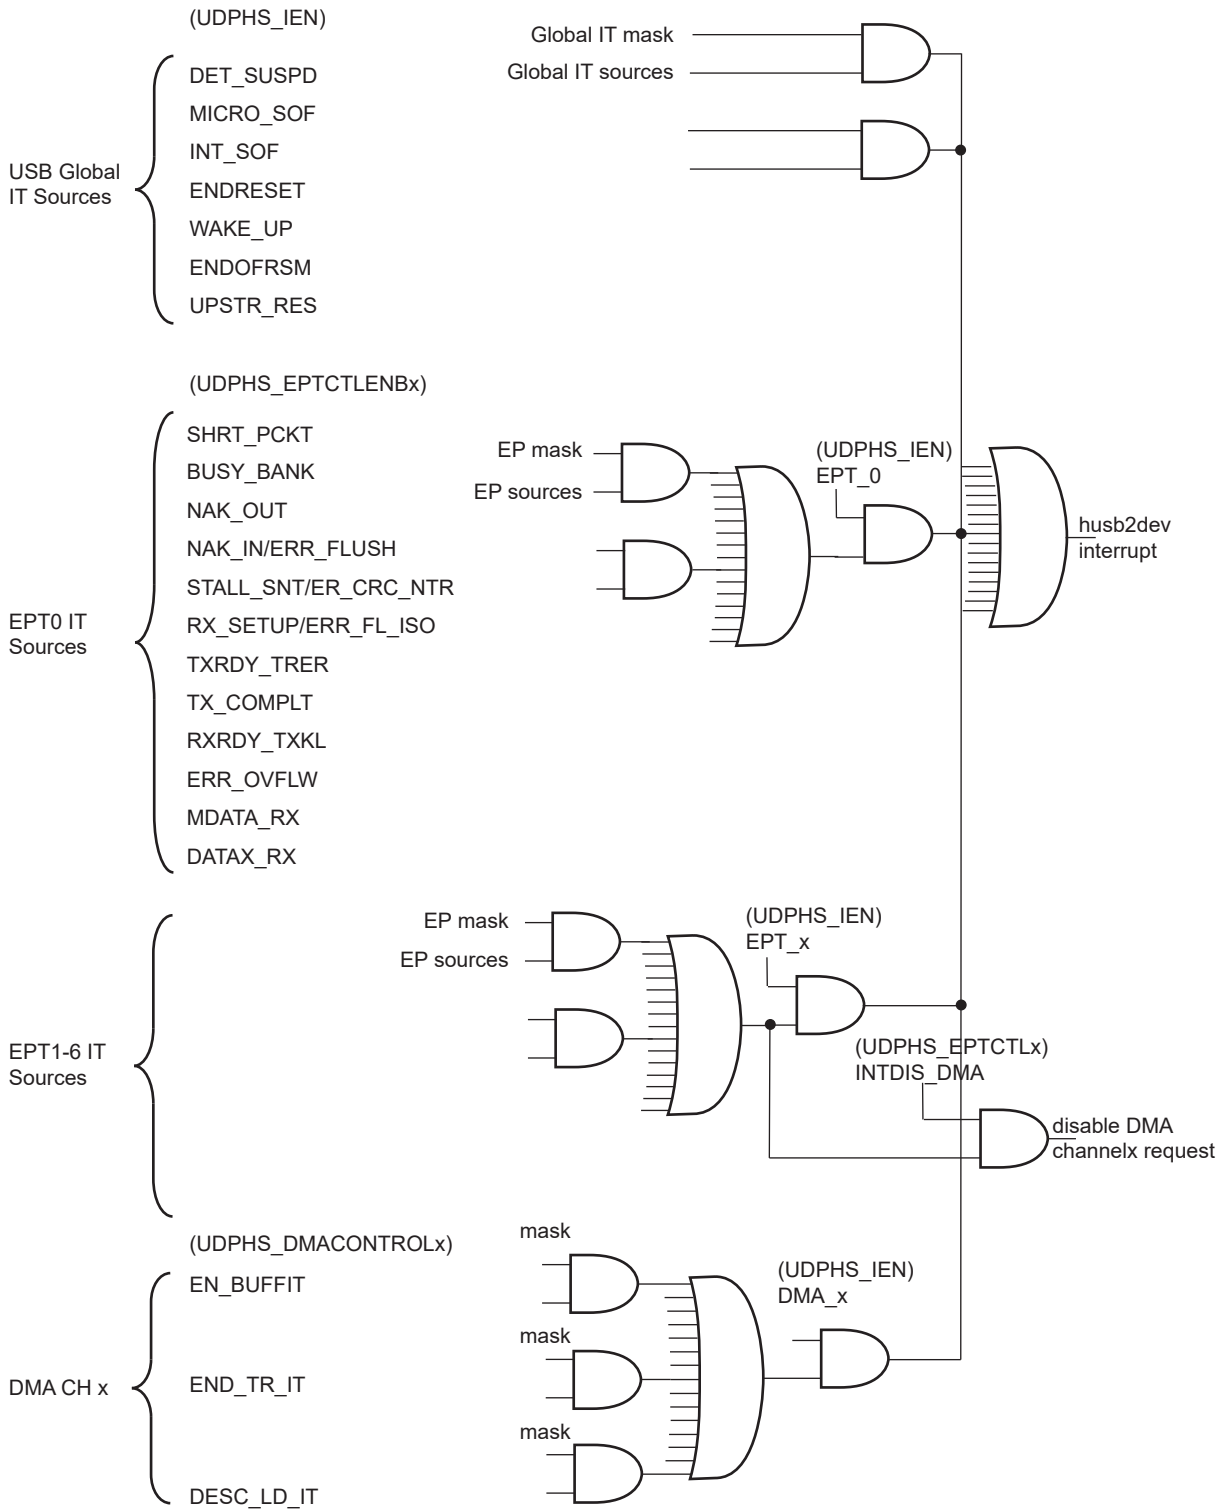 (UDPHS_IEN)
Global IT mask
Global IT sources
DET_SUSPD
MICRO_SOF
INT_SOF
ENDRESET
WAKE_UP
ENDOFRSM
UPSTR_RES
USB Global
IT Sources
(UDPHS_EPTCTLENBx)
SHRT_PCKT
BUSY_BANK
NAK_OUT
NAK_IN/ERR_FLUSH
STALL_SNT/ER_CRC_NTR
RX_SETUP/ERR_FL_ISO
TXRDY_TRER
TX_COMPLT
RXRDY_TXKL
ERR_OVFLW
MDATA_RX
DATAX_RX
EPT0 IT
Sources
EP mask
EP sources
(UDPHS_IEN)
EPT_0
husb2dev
interrupt
EPT1-6 IT
Sources
EP mask
EP sources
(UDPHS_IEN)
EPT_x
(UDPHS_EPTCTLx)
INTDIS_DMA
disable DMA
channelx request
(UDPHS_DMACONTROLx)
EN_BUFFIT
END_TR_IT
DESC_LD_IT
DMA CH x
mask
mask
mask
(UDPHS_IEN)
DMA_x